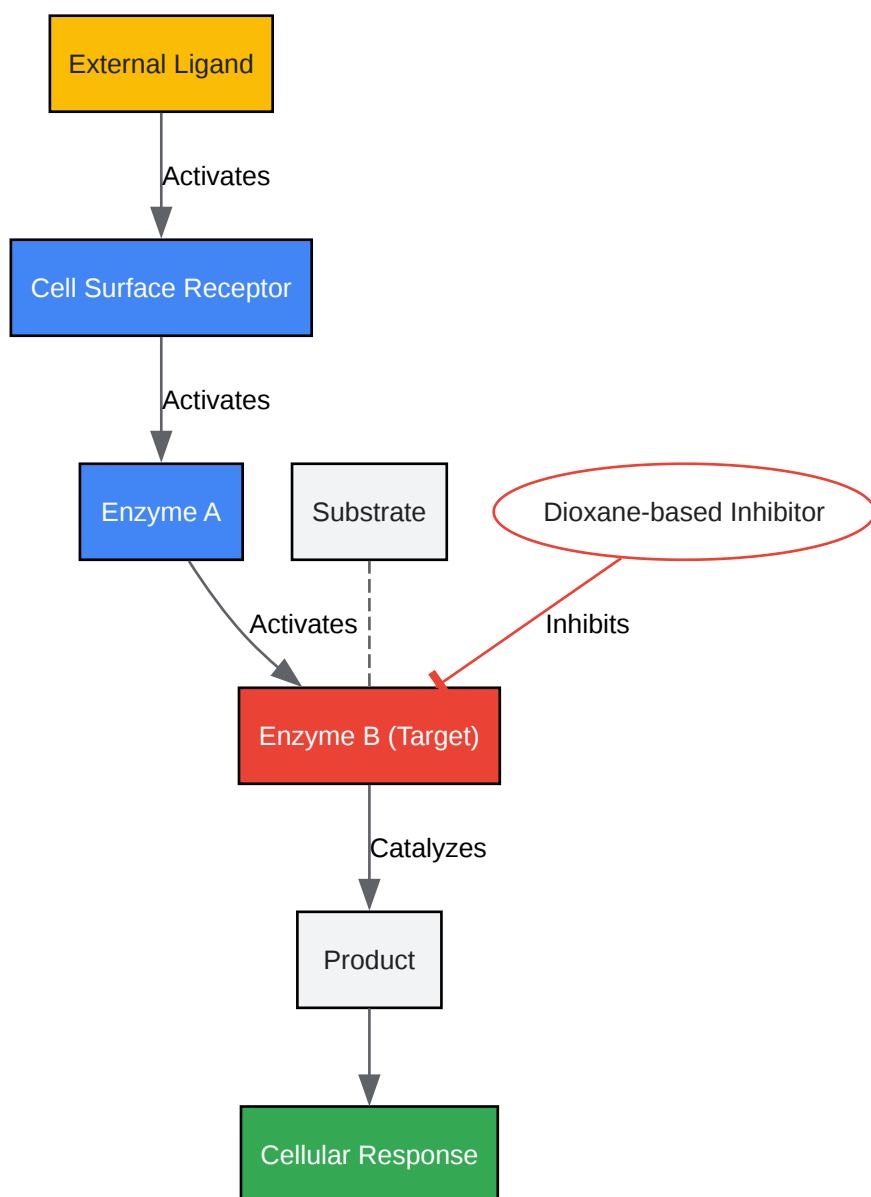 External Ligand
Activates
Cell Surface Receptor
Activates
Enzyme A
Substrate
Dioxane-based Inhibitor
Activates
Inhibits
Enzyme B (Target)
Catalyzes
Product
Cellular Response